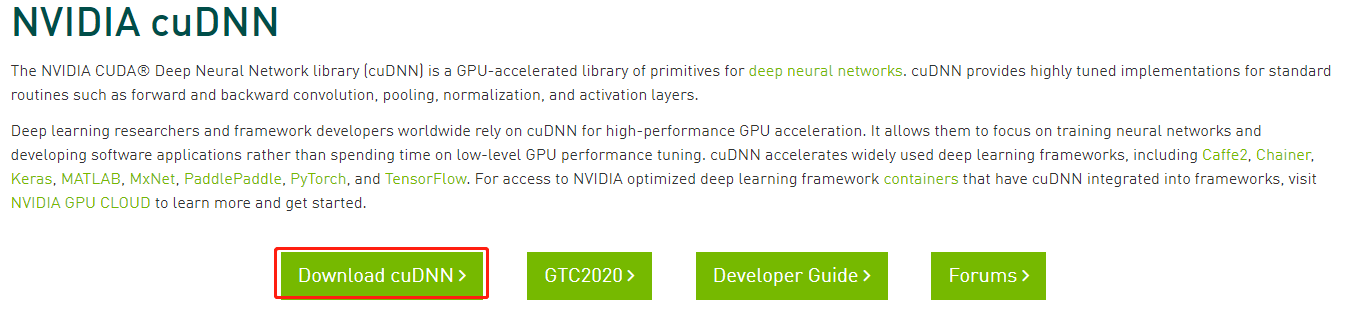 NVIDIA cuDNN
The NVIDIA CUDA® Deep Neural Network library (cuDNN) is a GPU-accelerated library of primitives for deep neural networks. cuDNN provides highly tuned implementations for standard
routines such as forward and backward convolution, pooling, normalization, and activation layers.
Deep learning researchers and framework developers worldwide rely on cuDNN for high-performance GPU acceleration. It allows them to focus on training neural networks and
developing software applications rather than spending time on low-level GPU performance tuning. cuDNN accelerates widely used deep learning frameworks, including Caffe2, Chainer,
Keras, MATLAB, MxNet, PaddlePaddle, PyTorch, and TensorFlow. For access to NVIDIA optimized deep learning framework containers that have cuDNN integrated into frameworks, visit
NVIDIA GPU CLOUD to learn more and get started.
Download cuDNN > GTC2020 > Developer Guide > Forums >